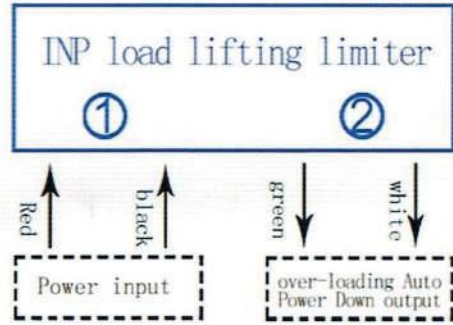 INP load lifting limiter
① ②
Red black green white
Power input
over-loading Auto
Power Down output